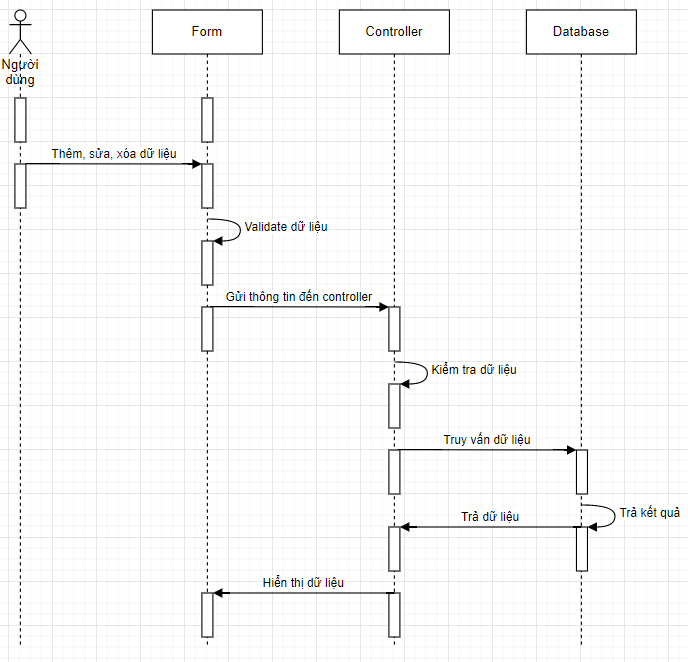 Form
Controller
Database
Người
dùng
Thêm, sửa, xóa dữ liệu
Validate dữ liệu
Gửi thông tin đến controller
Kiểm tra dữ liệu
Truy vấn dữ liệu
Trả kết quả
Trả dữ liệu
Hiển thị dữ liệu